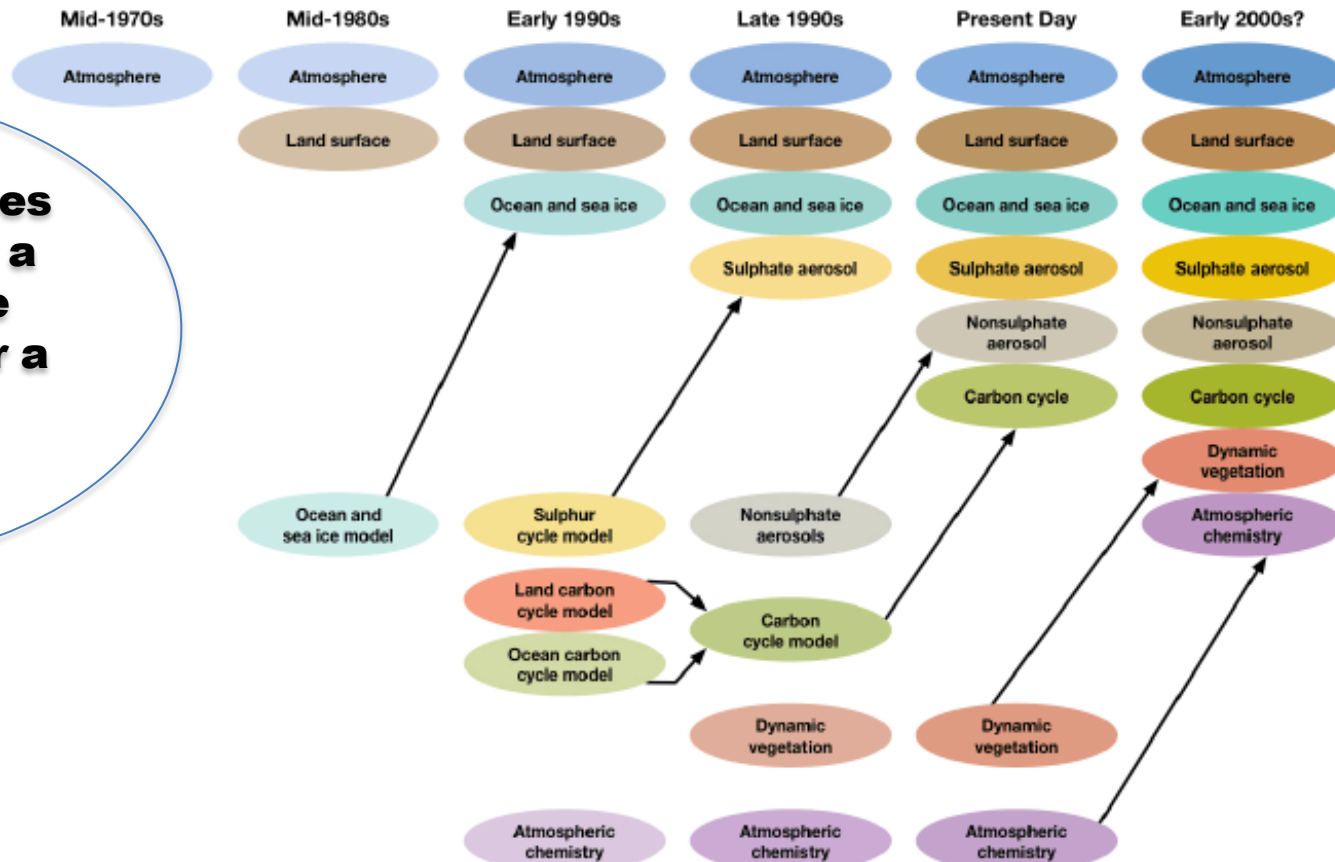 Mid-1970s
Mid-1980s
Early 1990s
Late 1990s
Present Day
Early 2000s?
Atmosphere
Atmosphere
Atmosphere
Atmosphere
Atmosphere
Atmosphere
Land surface
Land surface
Land surface
Land surface
Land surface
Ocean and sea ice
Ocean and sea ice
Ocean and sea ice
Ocean and sea ice
Sulphate aerosol
Sulphate aerosol
Sulphate aerosol
Nonsulphate
aerosol
Nonsulphate
aerosol
Carbon cycle
Carbon cycle
Dynamic
vegetation
Atmospheric
chemistry
a
r a
Ocean and
sea ice model
Sulphur
cycle model
Nonsulphate
aerosols
Land carbon
cycle model
Ocean carbon
cycle model
Carbon
cycle model
Dynamic
vegetation
Dynamic
vegetation
Atmospheric
chemistry
Atmospheric
chemistry
Atmospheric
chemistry